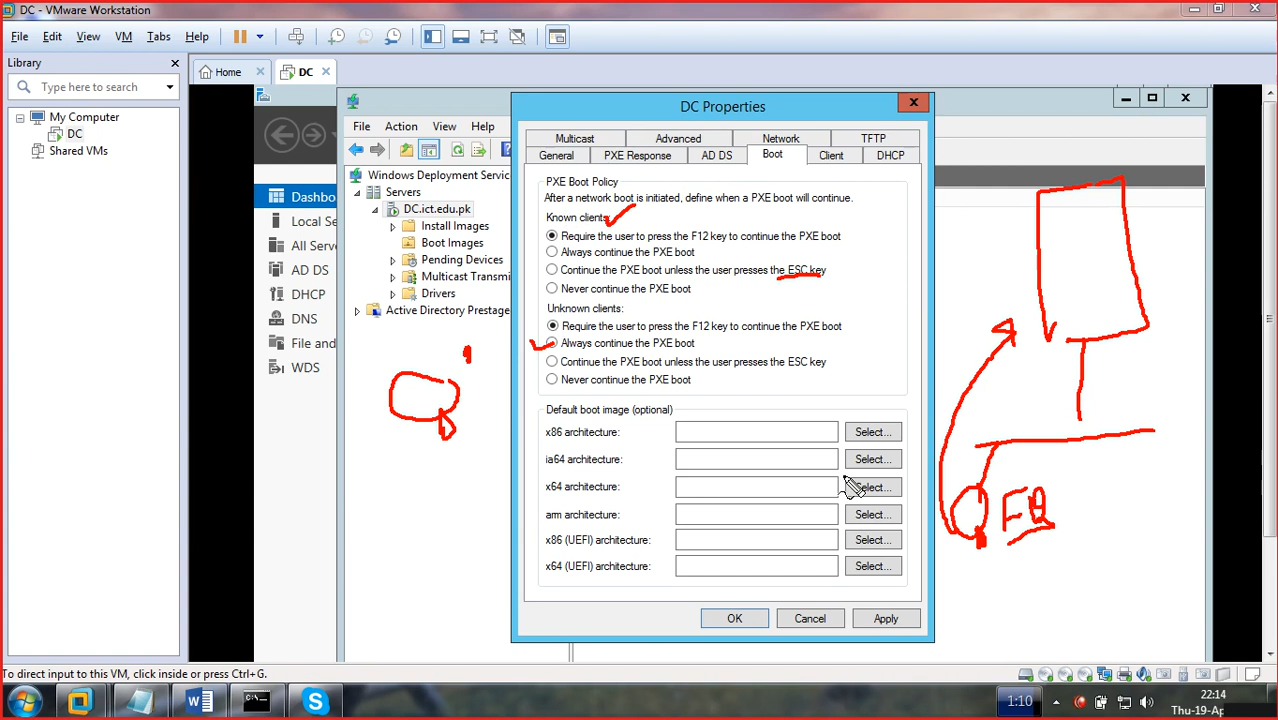 DC - VMware Workstation
File Edit View VM Tabs Help
Library
Type here to search
My Computer
DC
Shared VMs
Home
DC
Dashbo
Local Se
All Serv
AD DS
DHCP
DNS
File and
IIS
WDS
File Action View Help
Windows Deployment Servic
Servers
DC.ict.edu.pk
Install Images
Boot Images
Pending Devices
Multicast Transmi
Drivers
Active Directory Prestage
DC Properties
Multicast Advanced Network TFTP
General PXE Response AD DS Boot Client DHCP
PXE Boot Policy
After a network boot is initiated, define when a PXE boot will continue.
Known clients:
Require the user to press the F12 key to continue the PXE boot
Always continue the PXE boot
Continue the PXE boot unless the user presses the ESC key
Never continue the PXE boot
Unknown clients:
Require the user to press the F12 key to continue the PXE boot
Always continue the PXE boot
Continue the PXE boot unless the user presses the ESC key
Never continue the PXE boot
Default boot image (optional)
x86 architecture: Select...
ia64 architecture: Select...
x64 architecture: Select...
arm architecture: Select...
x86 (UEFI) architecture: Select...
x64 (UEFI) architecture: Select...
OK Cancel Apply
To direct input to this VM, click inside or press Ctrl+G.
1:10
22:14
Thu-19-Ap